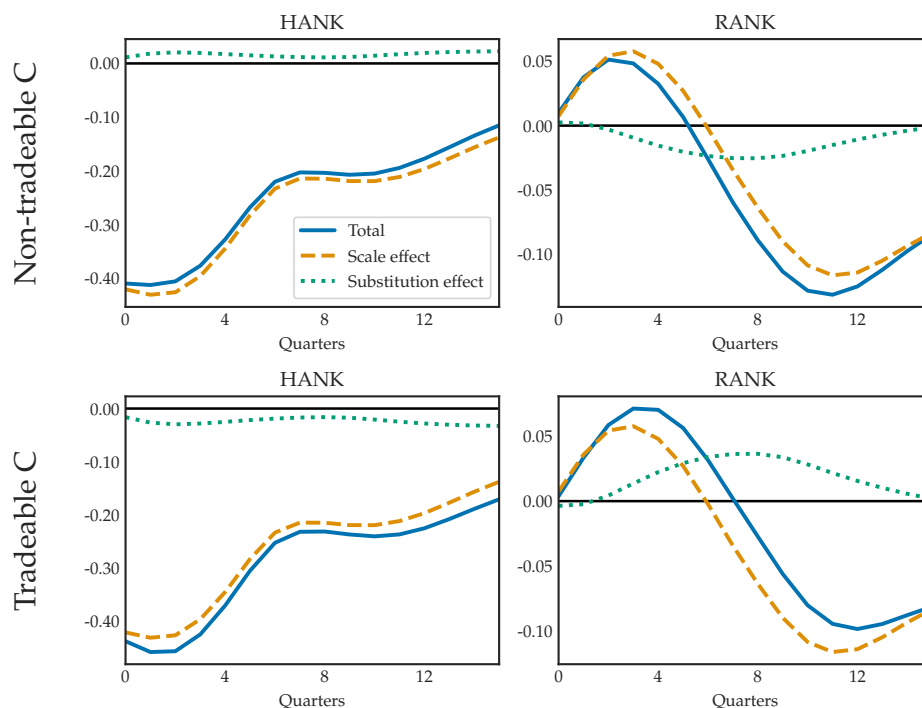 HANK
RANK
Non-tradeable C
0.00
-0.10
-0.20
-0.30
-0.40
0.05
0.00
-0.05
-0.10
Total
Scale effect
Substitution effect
0 4 8 12
0 4 8 12
Quarters
Quarters
HANK
RANK
Tradeable C
0.00
-0.10
-0.20
-0.30
-0.40
0.05
0.00
-0.05
-0.10
0 4 8 12
0 4 8 12
Quarters
Quarters